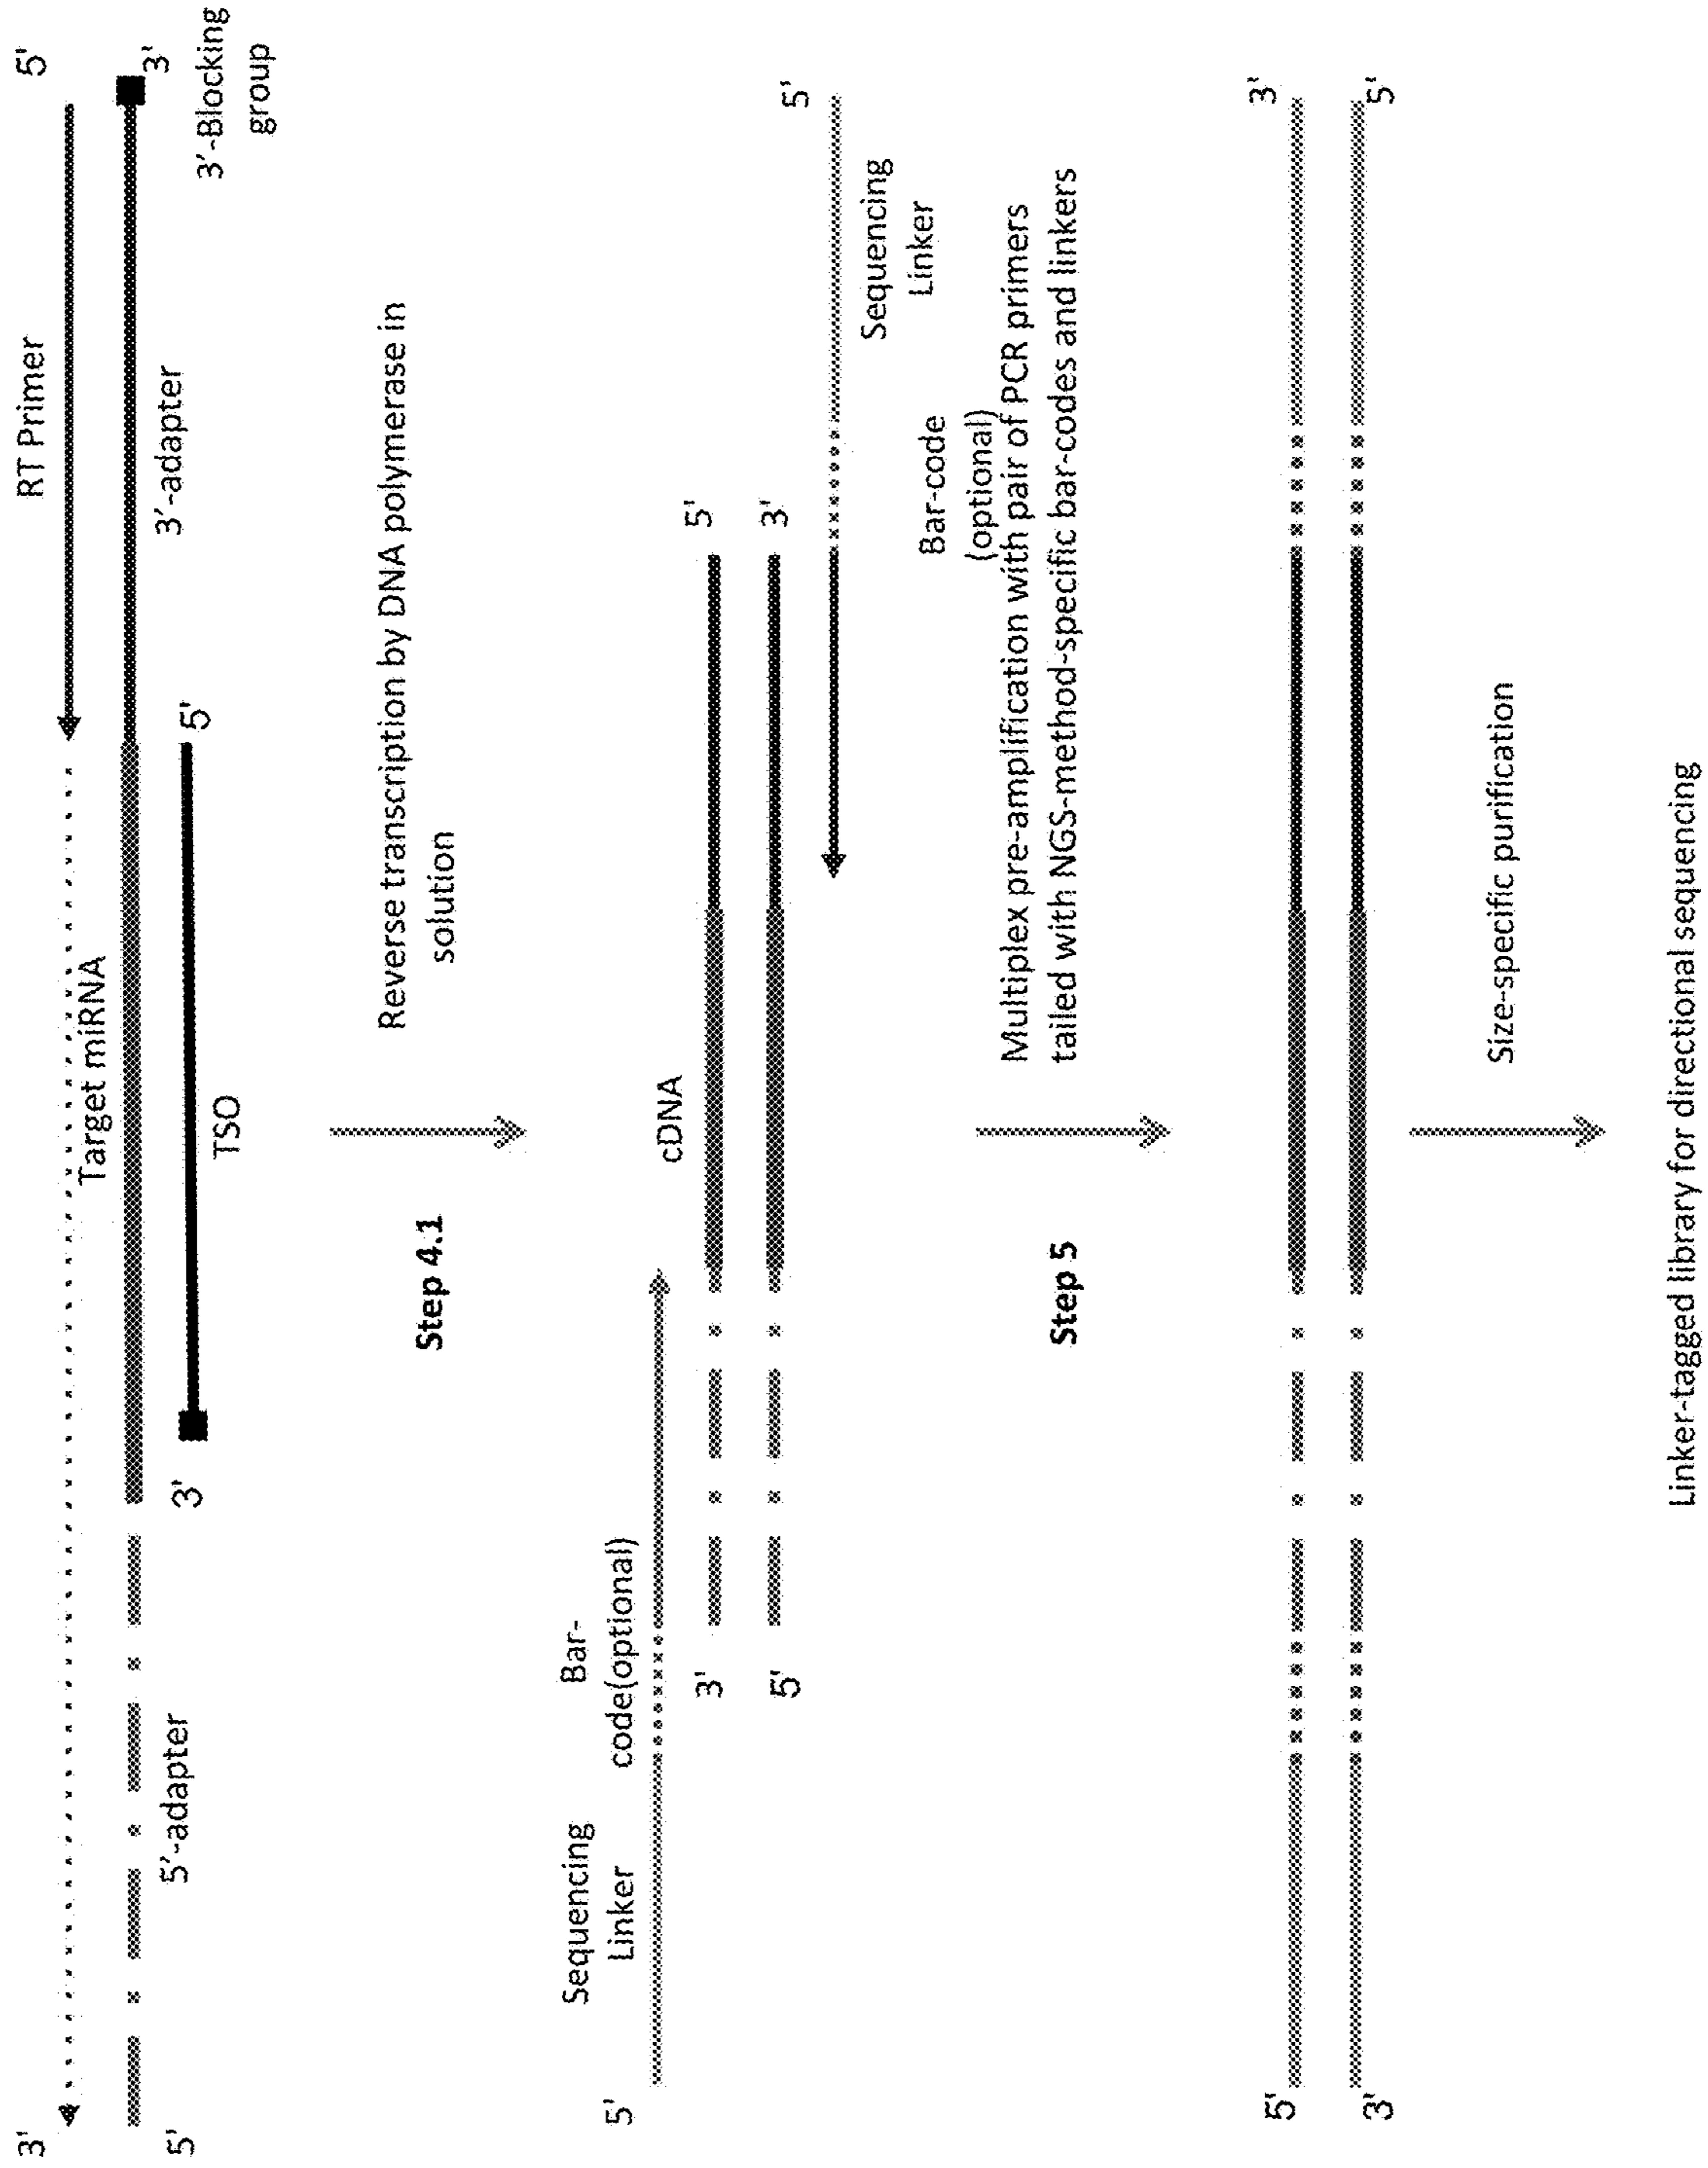 3'
RT Primer
5'
Target miRNA
5'
5'-adapter
3'
TSO
5'
3'-adapter
3'
3'-Blocking
group
Step 4.1
Reverse transcription by DNA polymerase in
solution
5'
Sequencing
Linker
Bar-
code(optional)
cDNA
3'
5'
5'
3'
5'
Sequencing
Linker
Bar-code
(optional)
Step 5
Multiplex pre-amplification with pair of PCR primers
tailed with NGS-method-specific bar-codes and linkers
5'
3'
3'
5'
Size-specific purification
Linker-tagged library for directional sequencing